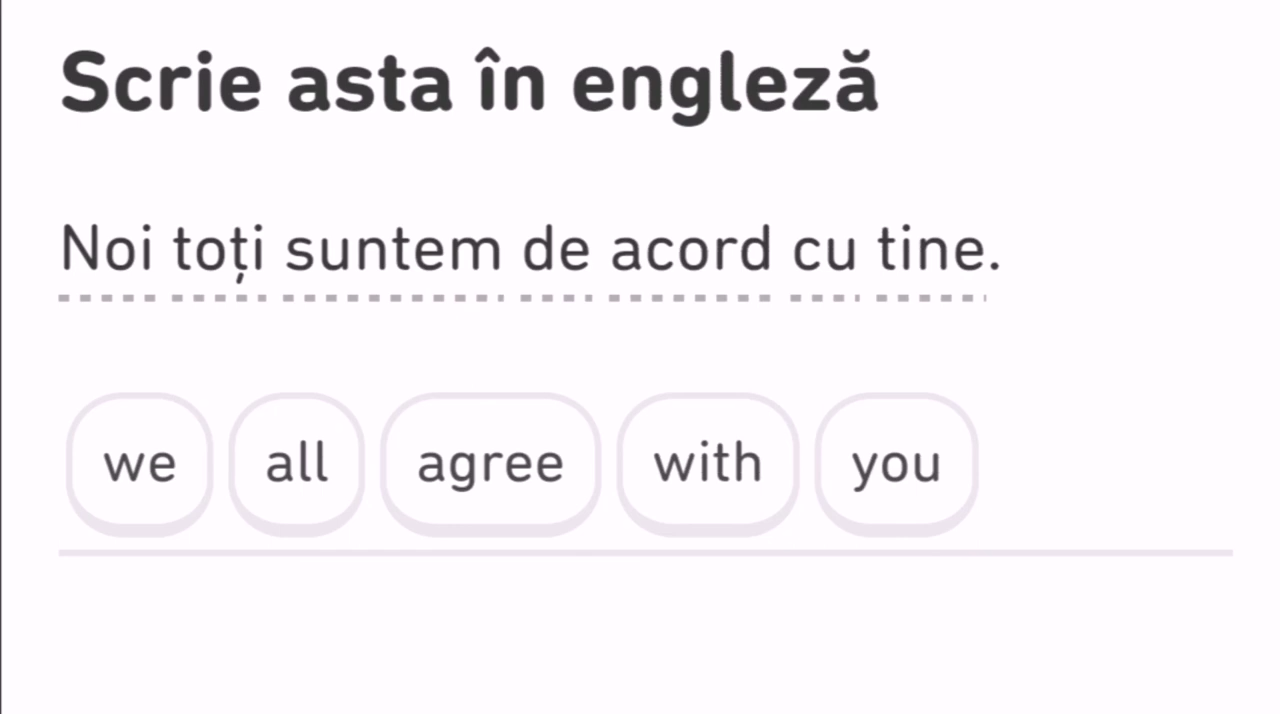 Scrie asta în engleză
Noi toți suntem de acord cu tine.
we all agree with you